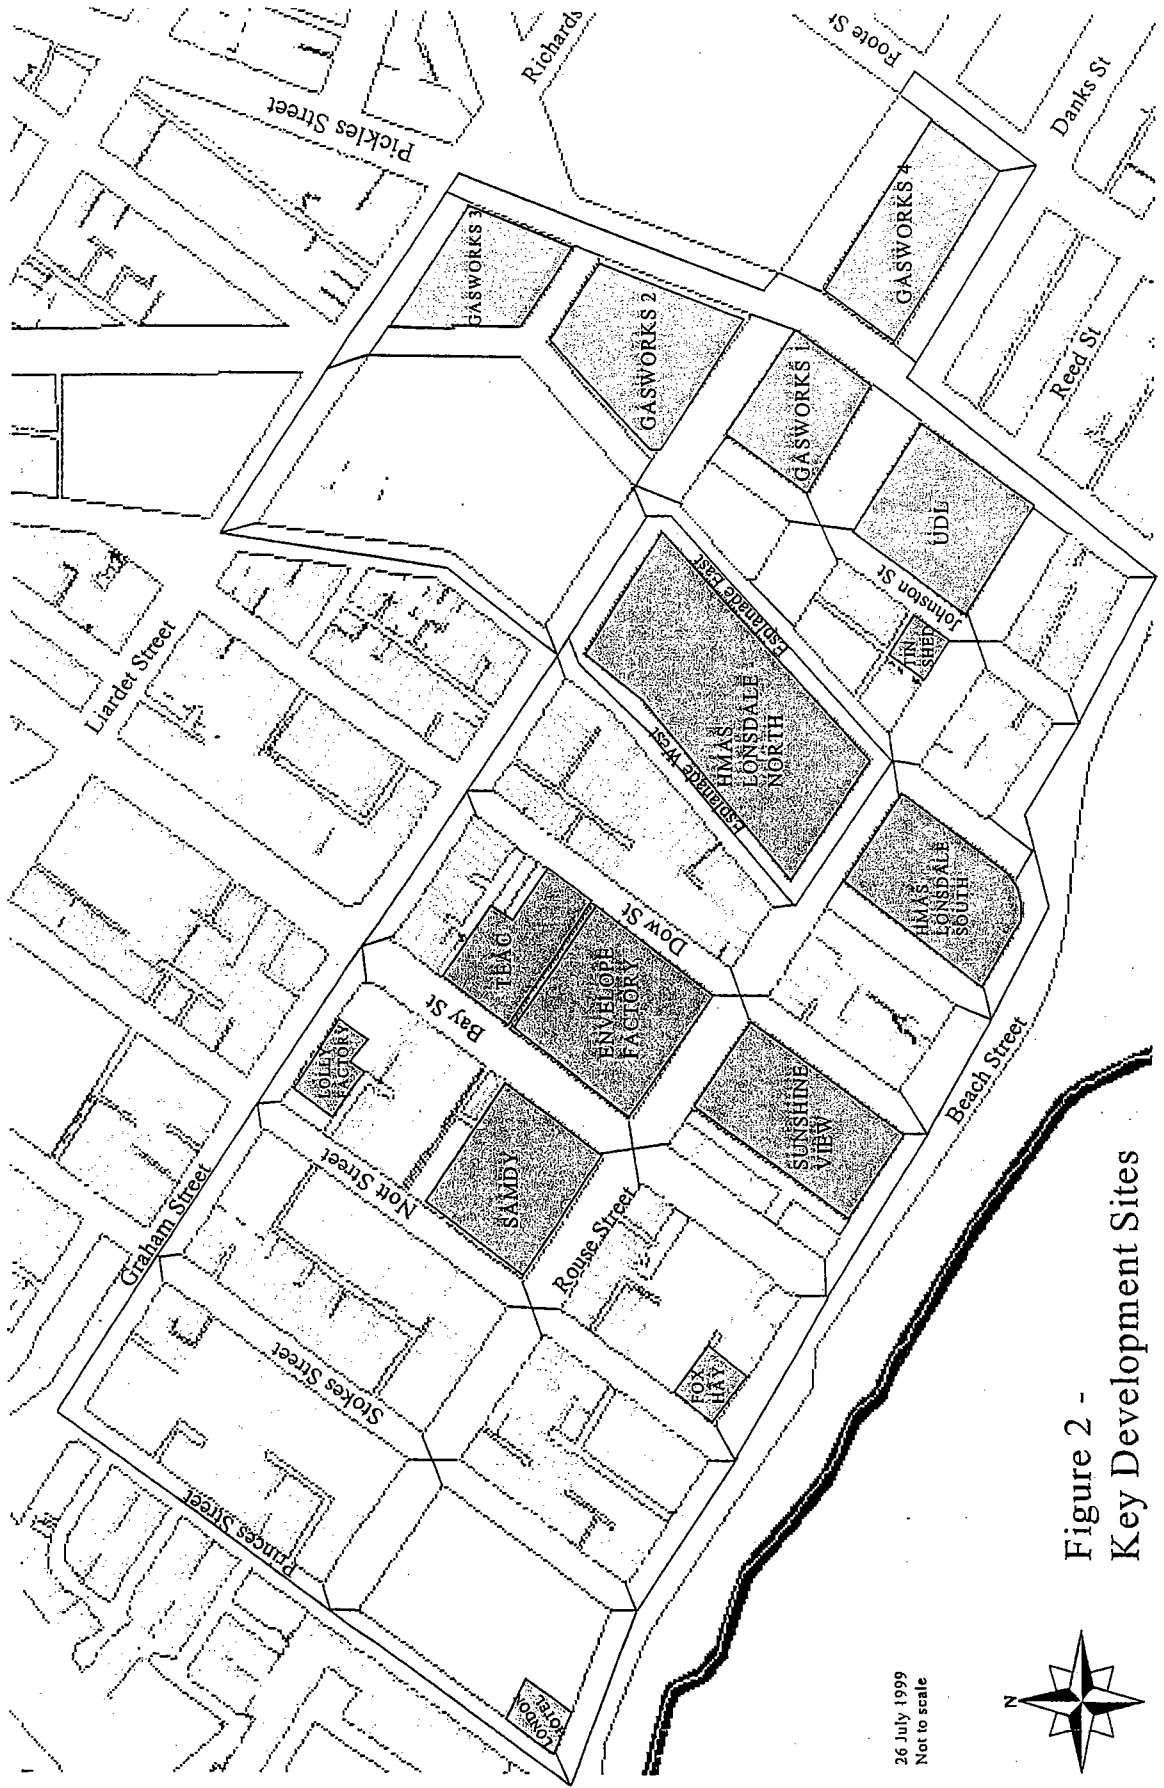 Pickles Street
Richards
Foote St
Danks St
Reed St
GASWORKS 3
GASWORKS 2
GASWORKS 1
GASWORKS 4
UDL
Johnston St
TIN
SHED
Esplanade East
Esplanade West
HMAS
LONSDALE
NORTH
HMAS
LONSDALE
SOUTH
Liardet Street
Dow St
TEAC
ENVELOPE
FACTORY
Bay St
LOLLY
FACTORY
Nott Street
SAMDY
SUNSHINE
VIEW
Beach Street
Rouse Street
Graham Street
Stokes Street
FOX
HAY
Princes Street
LONDON
HOTEL
26 July 1999
Not to scale
N
Figure 2 -
Key Development Sites